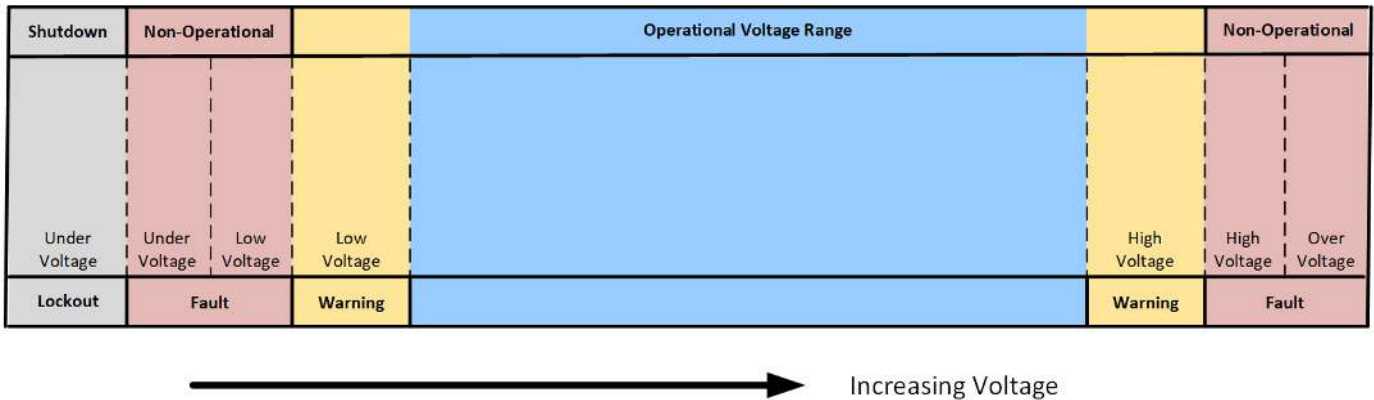 Shutdown
Non-Operational
Operational Voltage Range
Non-Operational
Under
Voltage
Under
Voltage
Low
Voltage
Low
Voltage
High
Voltage
High
Voltage
Over
Voltage
Lockout
Fault
Warning
Warning
Fault
Increasing Voltage